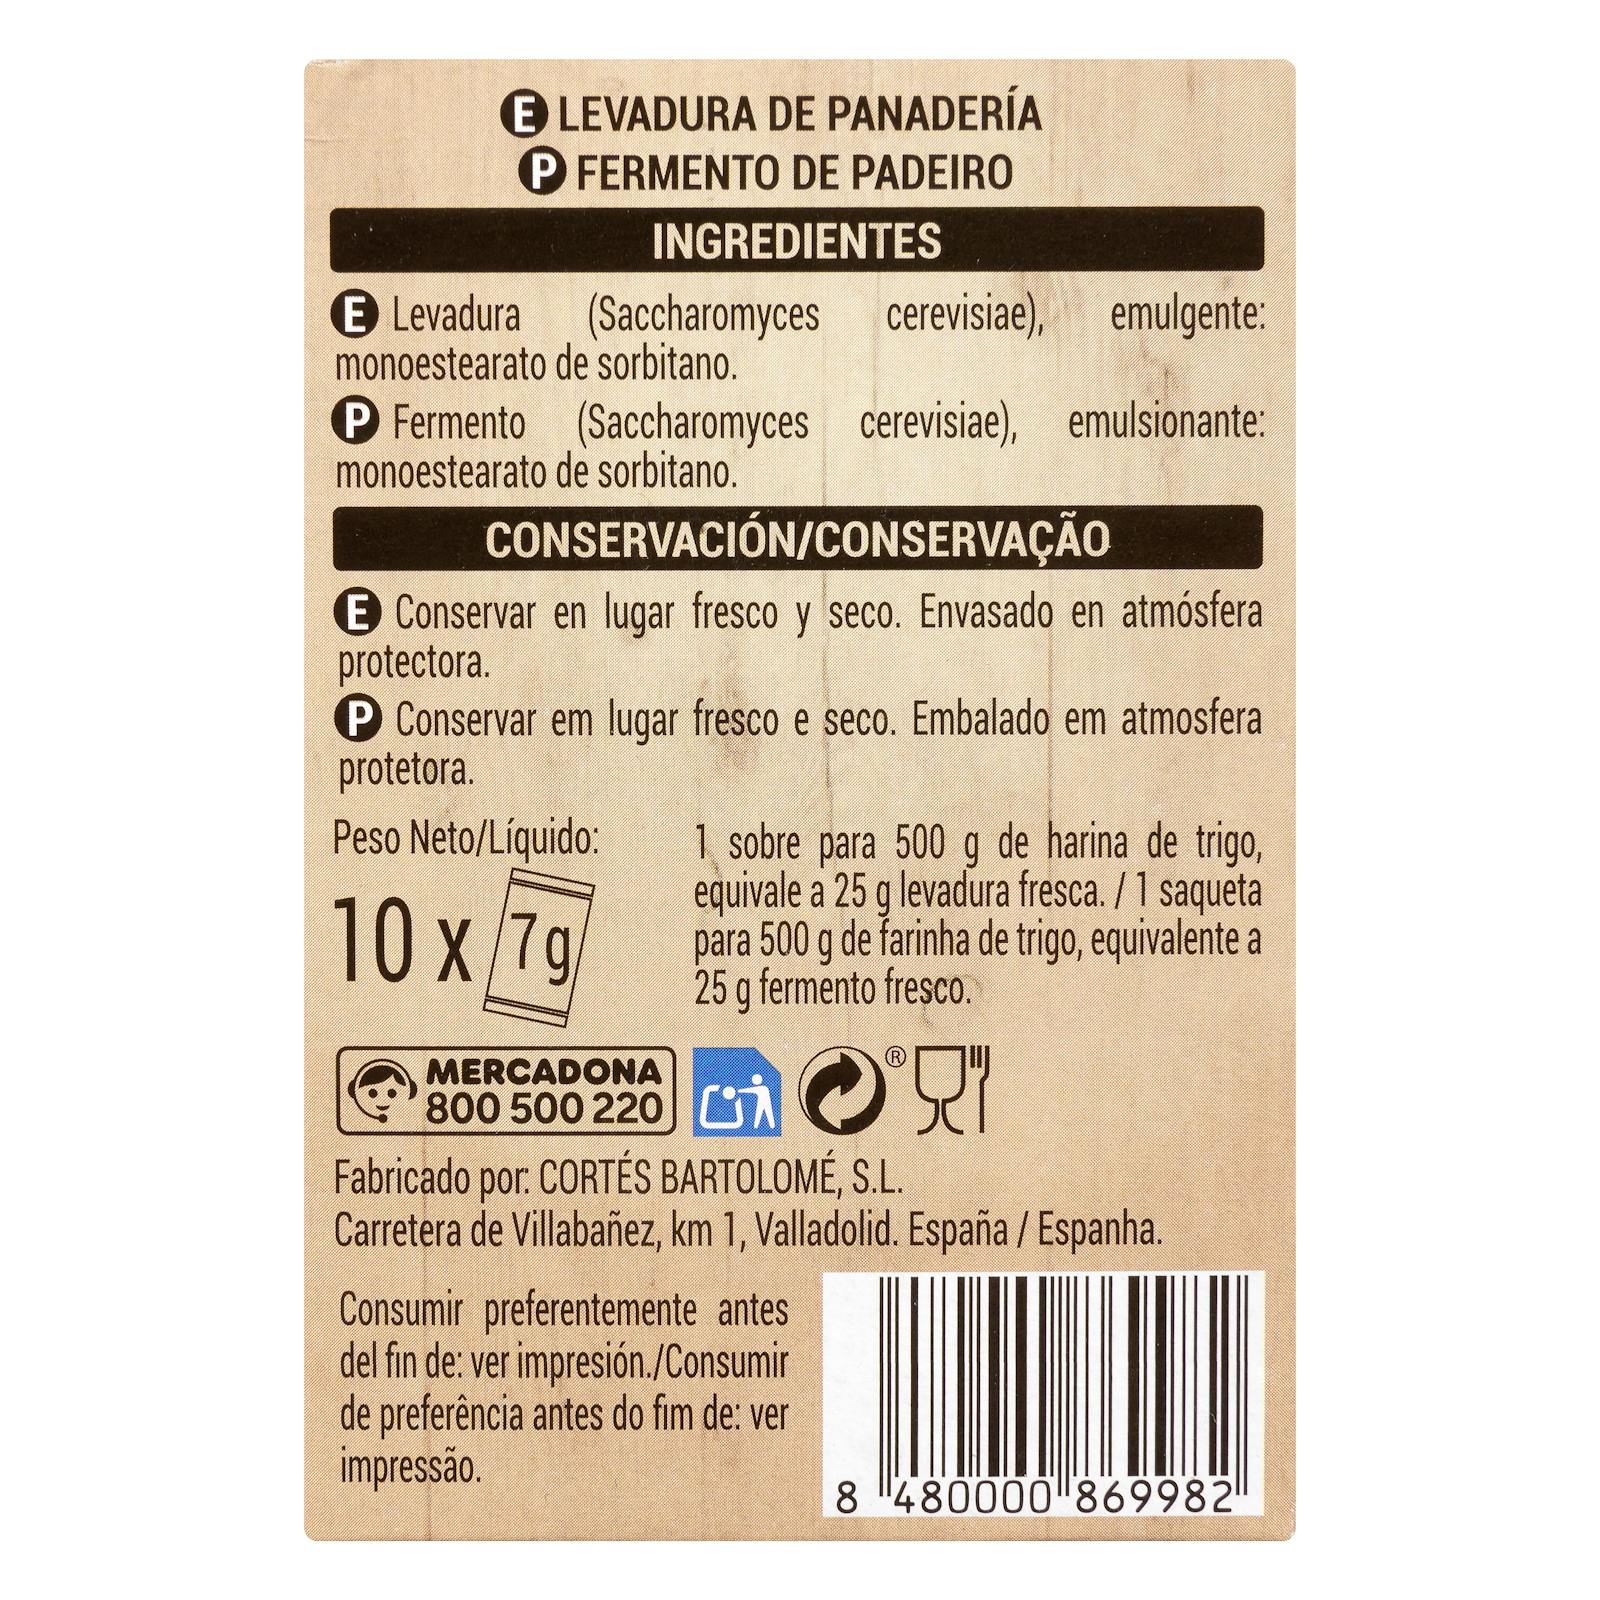 E LEVADURA DE PANADERÍA
P FERMENTO DE PADEIRO
INGREDIENTES
E Levadura (Saccharomyces cerevisiae), emulgente:
monoestearato de sorbitano.
P Fermento (Saccharomyces cerevisiae), emulsionante:
monoestearato de sorbitano.
CONSERVACIÓN/CONSERVAÇÃO
E Conservar en lugar fresco y seco. Envasado en atmósfera
protectora.
P Conservar em lugar fresco e seco. Embalado em atmosfera
protetora.
Peso Neto/Líquido:
10 x 7g
1 sobre para 500 g de harina de trigo,
equivale a 25 g levadura fresca. / 1 saqueta
para 500 g de farinha de trigo, equivalente a
25 g fermento fresco.
MERCADONA
800 500 220
®
Fabricado por: CORTÉS BARTOLOMÉ, S.L.
Carretera de Villabañez, km 1, Valladolid. España / Espanha.
Consumir preferentemente antes
del fin de: ver impresión./Consumir
de preferência antes do fim de: ver
impressão.
8 480000 869982